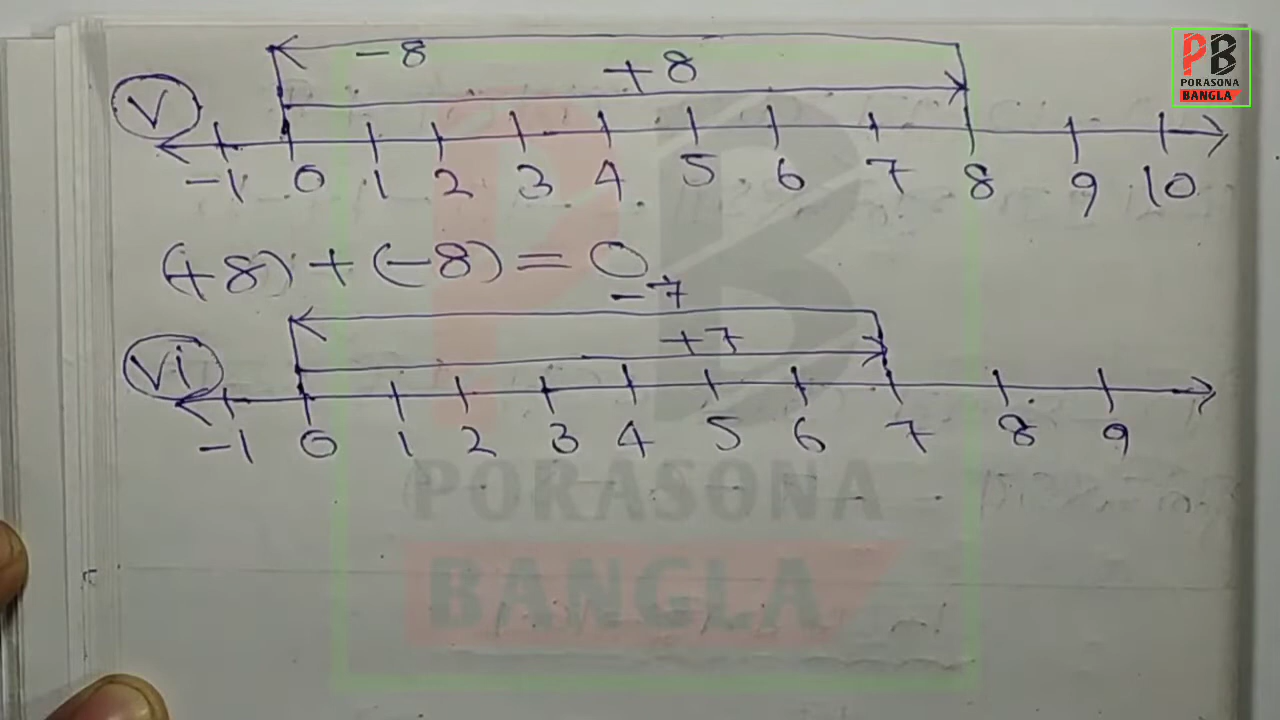 PB
PORASONA
BANGLA
-8
+8
V
-1 0 1 2 3 4 5 6 7 8 9 10
(+8) + (-8) = 0
-7
+7
Vi
-1 0 1 2 3 4 5 6 7 8 9
PB
PORASONA
BANGLA